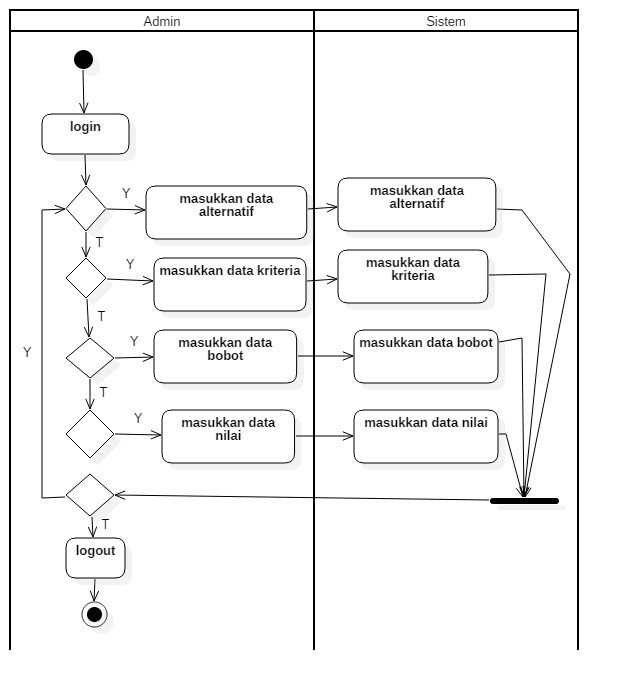 Admin
Sistem
login
Y
masukkan data
alternatif
masukkan data
alternatif
T
Y
masukkan data kriteria
masukkan data
kriteria
T
Y
masukkan data
bobot
masukkan data bobot
Y
T
Y
masukkan data
nilai
masukkan data nilai
T
logout